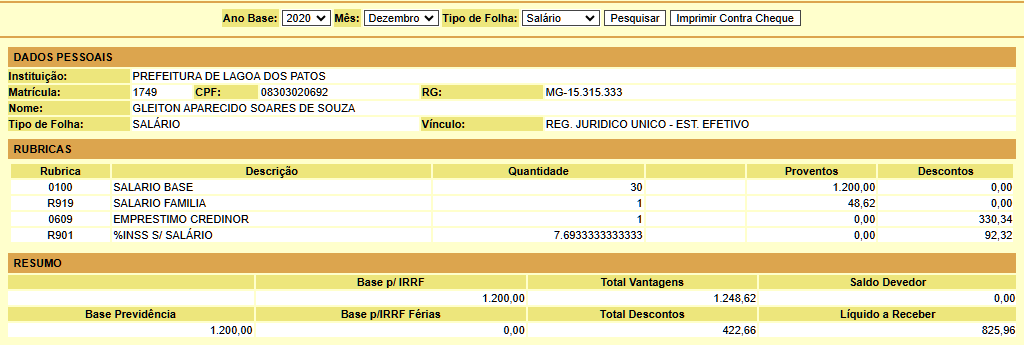 Ano Base: 2020 Mês: Dezembro Tipo de Folha: Salário Pesquisar Imprimir Contra Cheque
DADOS PESSOAIS
Instituição: PREFEITURA DE LAGOA DOS PATOS
Matrícula: 1749 CPF: 08303020692 RG: MG-15.315.333
Nome: GLEITON APARECIDO SOARES DE SOUZA
Tipo de Folha: SALÁRIO Vínculo: REG. JURIDICO UNICO - EST. EFETIVO
RUBRICAS
Rubrica Descrição Quantidade Proventos Descontos
0100 SALARIO BASE 30 1.200,00 0,00
R919 SALARIO FAMILIA 1 48,62 0,00
0609 EMPRESTIMO CREDINOR 1 0,00 330,34
R901 %INSS S/ SALÁRIO 7.6933333333333 0,00 92,32
RESUMO
Base p/ IRRF Total Vantagens Saldo Devedor
1.200,00 1.248,62 0,00
Base Previdência Base p/IRRF Férias Total Descontos Líquido a Receber
1.200,00 0,00 422,66 825,96